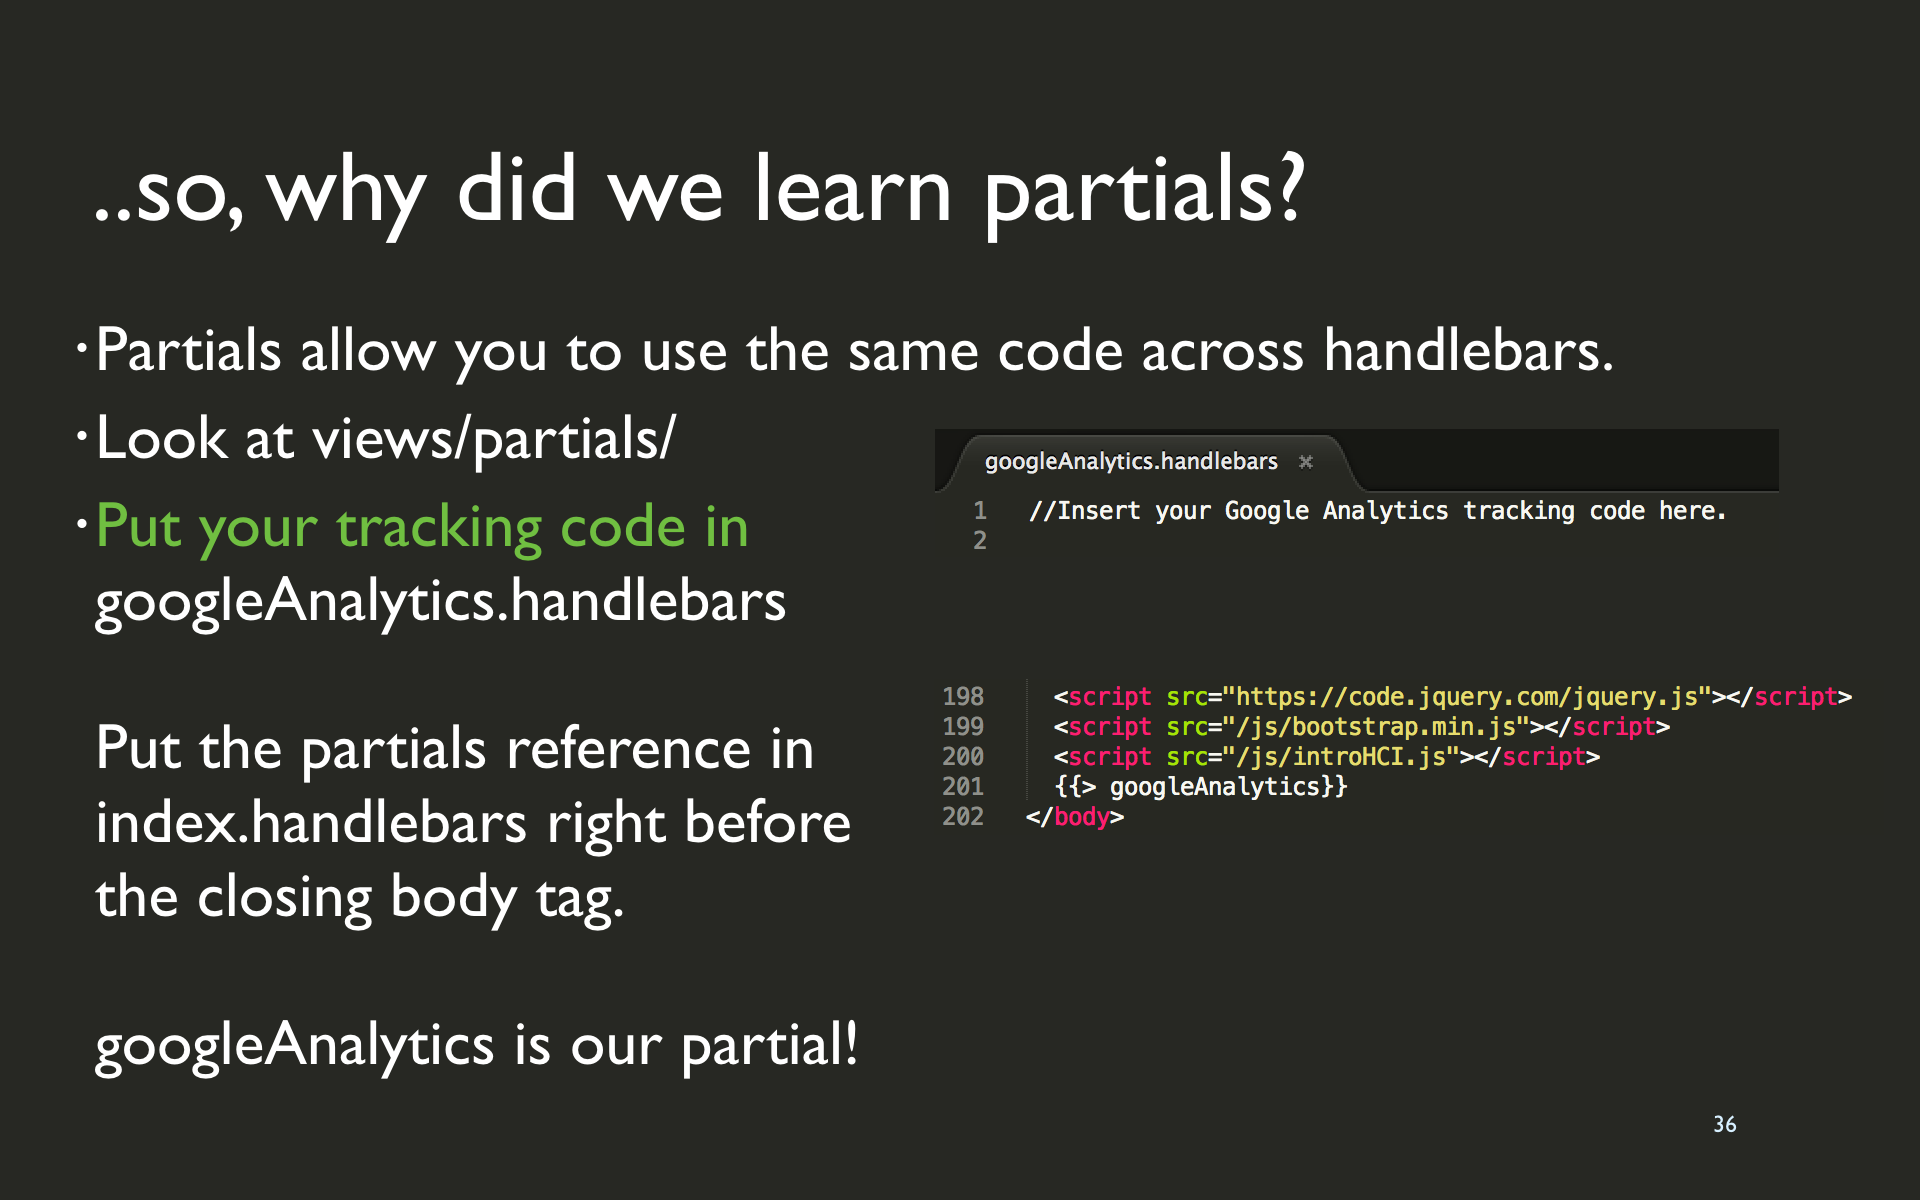 ..so, why did we learn partials?
·Partials allow you to use the same code across handlebars.
·Look at views/partials/
·Put your tracking code in
googleAnalytics.handlebars
Put the partials reference in
index.handlebars right before
the closing body tag.
googleAnalytics is our partial!
googleAnalytics.handlebars ×
1 //Insert your Google Analytics tracking code here.
2
198 <script src="https://code.jquery.com/jquery.js"></script>
199 <script src="/js/bootstrap.min.js"></script>
200 <script src="/js/introHCI.js"></script>
201 {{> googleAnalytics}}
202 </body>
36